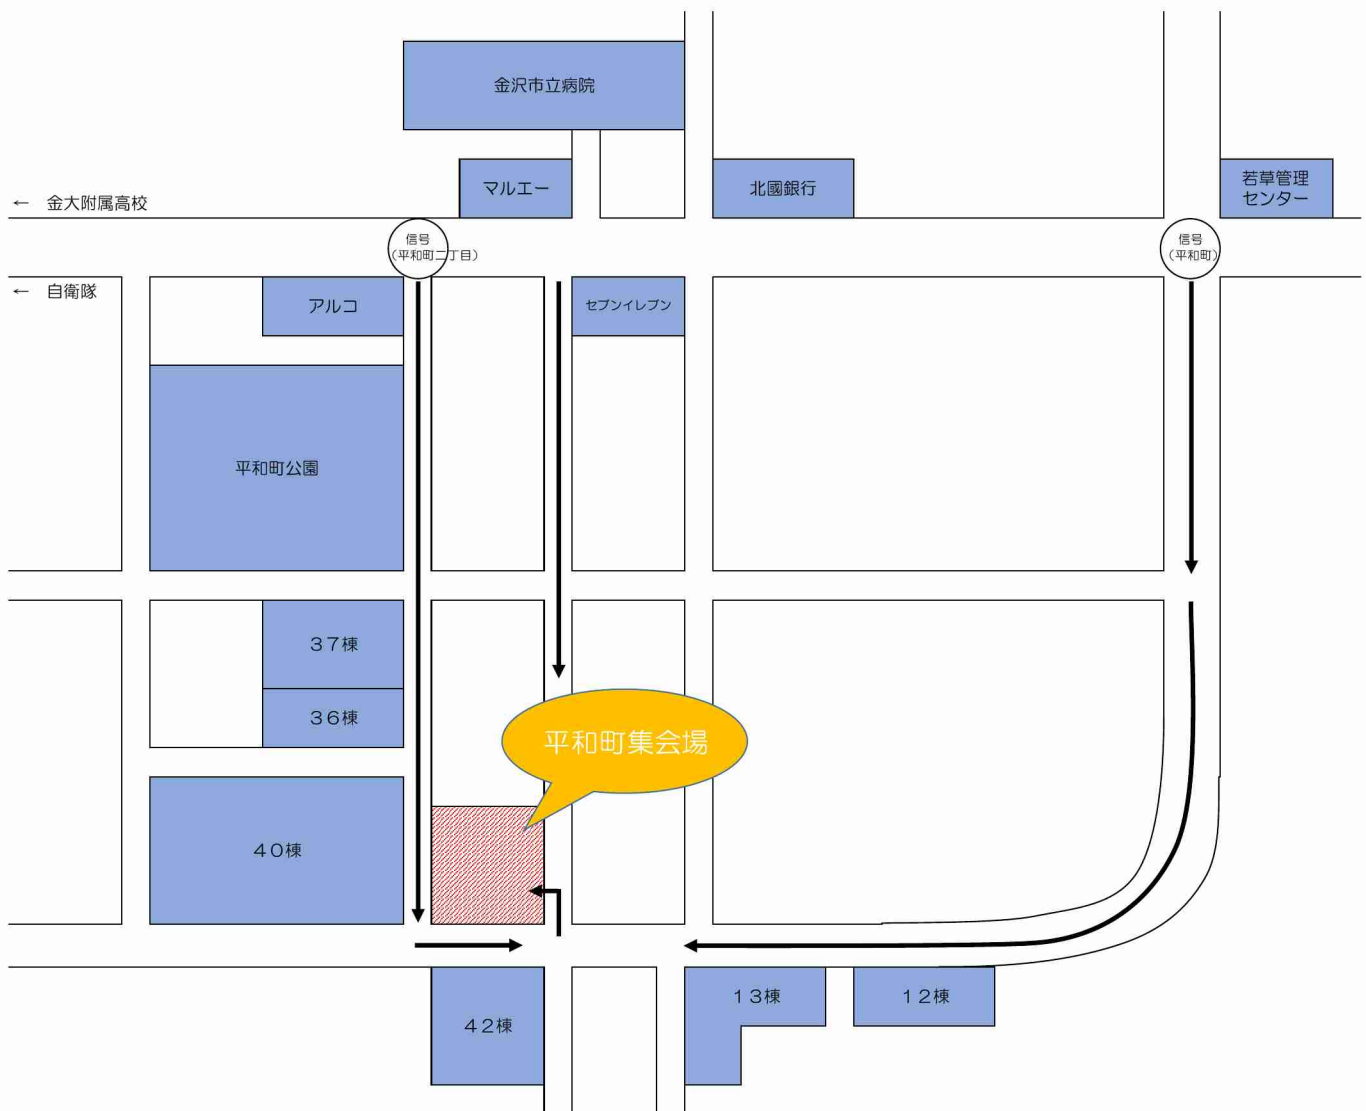 金沢市立病院
マルエー
北國銀行
若草管理
センター
← 金大附属高校
信号
（平和町二丁目）
信号
（平和町）
← 自衛隊
アルコ
セブンイレブン
平和町公園
３７棟
３６棟
平和町集会場
４０棟
４２棟
１３棟
１２棟